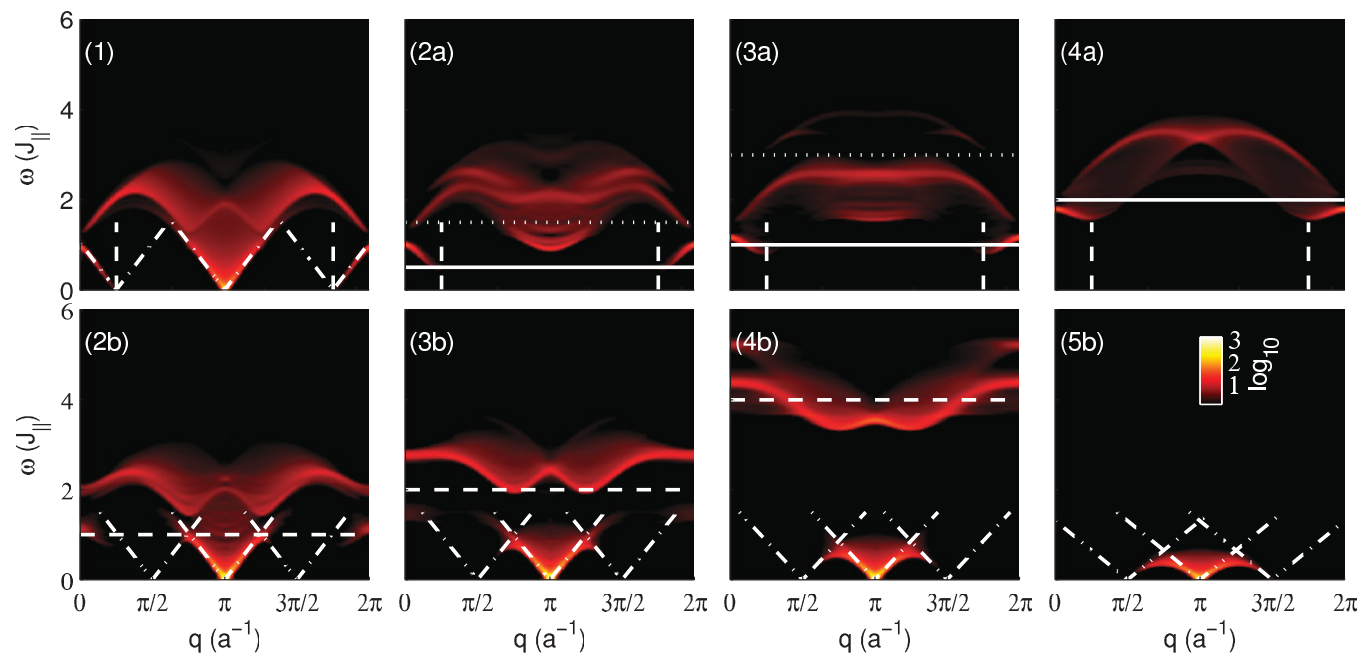 6
(1)
(2a)
(3a)
(4a)
4
ω (J||)
2
0
6
(2b)
(3b)
(4b)
(5b)
3
2
1
log10
4
ω (J||)
2
0
0 π/2 π 3π/2 2π
0 π/2 π 3π/2 2π
0 π/2 π 3π/2 2π
0 π/2 π 3π/2 2π
q (a⁻¹)
q (a⁻¹)
q (a⁻¹)
q (a⁻¹)